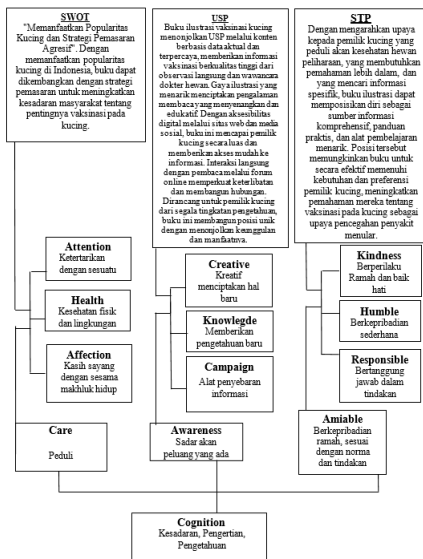 SWOT
"Memanfaatkan Popularitas
Kucing dan Strategi Pemasaran
Agresif". Dengan
memanfaatkan popularitas
kucing di Indonesia, buku dapat
dikembangkan dengan strategi
pemasaran untuk meningkatkan
kesadaran masyarakat tentang
pentingnya vaksinasi pada
kucing.
USP
Buku ilustrasi vaksinasi kucing
menonjolkan USP melalui konten
berbasis data aktual dan
terpercaya, memberikan informasi
vaksinasi berkualitas tinggi dari
observasi langsung dan wawancara
dokter hewan. Gaya ilustrasi yang
menarik menciptakan pengalaman
membaca yang menyenangkan dan
edukatif. Dengan aksesibilitas
digital melalui situs web dan media
sosial, buku ini mencapai pemilik
kucing secara luas dan
memberikan akses mudah ke
informasi. Interaksi langsung
dengan pembaca melalui forum
online memperkuat keterlibatan
dan membangun hubungan.
Dirancang untuk pemilik kucing
dari segala tingkatan pengetahuan,
buku ini membangun posisi unik
dengan menonjolkan keunggulan
dan manfaatnya.
STP
Dengan mengarahkan upaya
kepada pemilik kucing yang
peduli akan kesehatan hewan
peliharaan, yang membutuhkan
pemahaman lebih dalam, dan
yang mencari informasi
spesifik, buku ilustrasi dapat
memposisikan diri sebagai
sumber informasi
komprehensif, panduan
praktis, dan alat pembelajaran
menarik. Posisi tersebut
memungkinkan buku untuk
secara efektif memenuhi
kebutuhan dan preferensi
pemilik kucing, meningkatkan
pemahaman mereka tentang
vaksinasi pada kucing sebagai
upaya pencegahan penyakit
menular.
Attention
Ketertarikan
dengan sesuatu
Health
Kesehatan fisik
dan lingkungan
Affection
Kasih sayang
dengan sesama
makhluk hidup
Care
Peduli
Creative
Kreatif
menciptakan hal
baru
Knowlegde
Memberikan
pengetahuan baru
Campaign
Alat penyebaran
informasi
Awareness
Sadar akan
peluang yang ada
Kindness
Berperilaku
Ramah dan baik
hati
Humble
Berkepribadian
sederhana
Responsible
Bertanggung
jawab dalam
tindakan
Amiable
Berkepribadian
ramah, sesuai
dengan norma
dan tindakan
Cognition
Kesadaran, Pengertian,
Pengetahuan